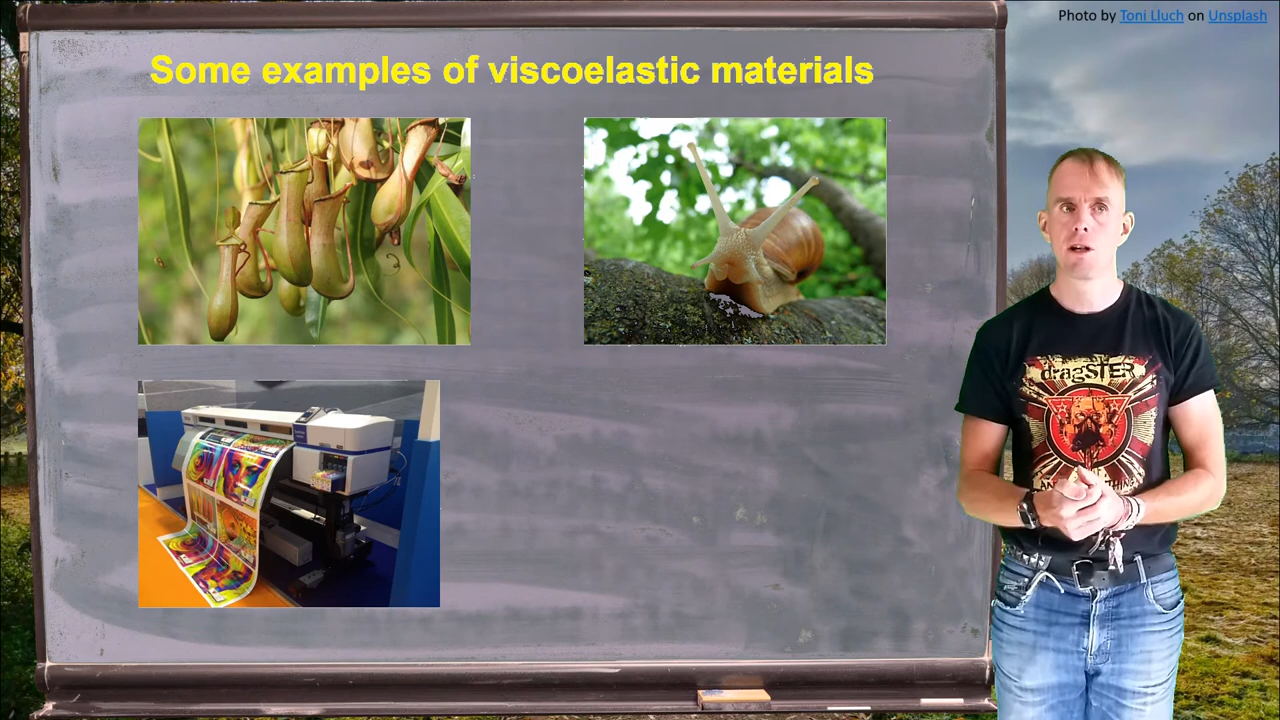 Photo by Toni Lluch on Unsplash
Some examples of viscoelastic materials
dragSTER